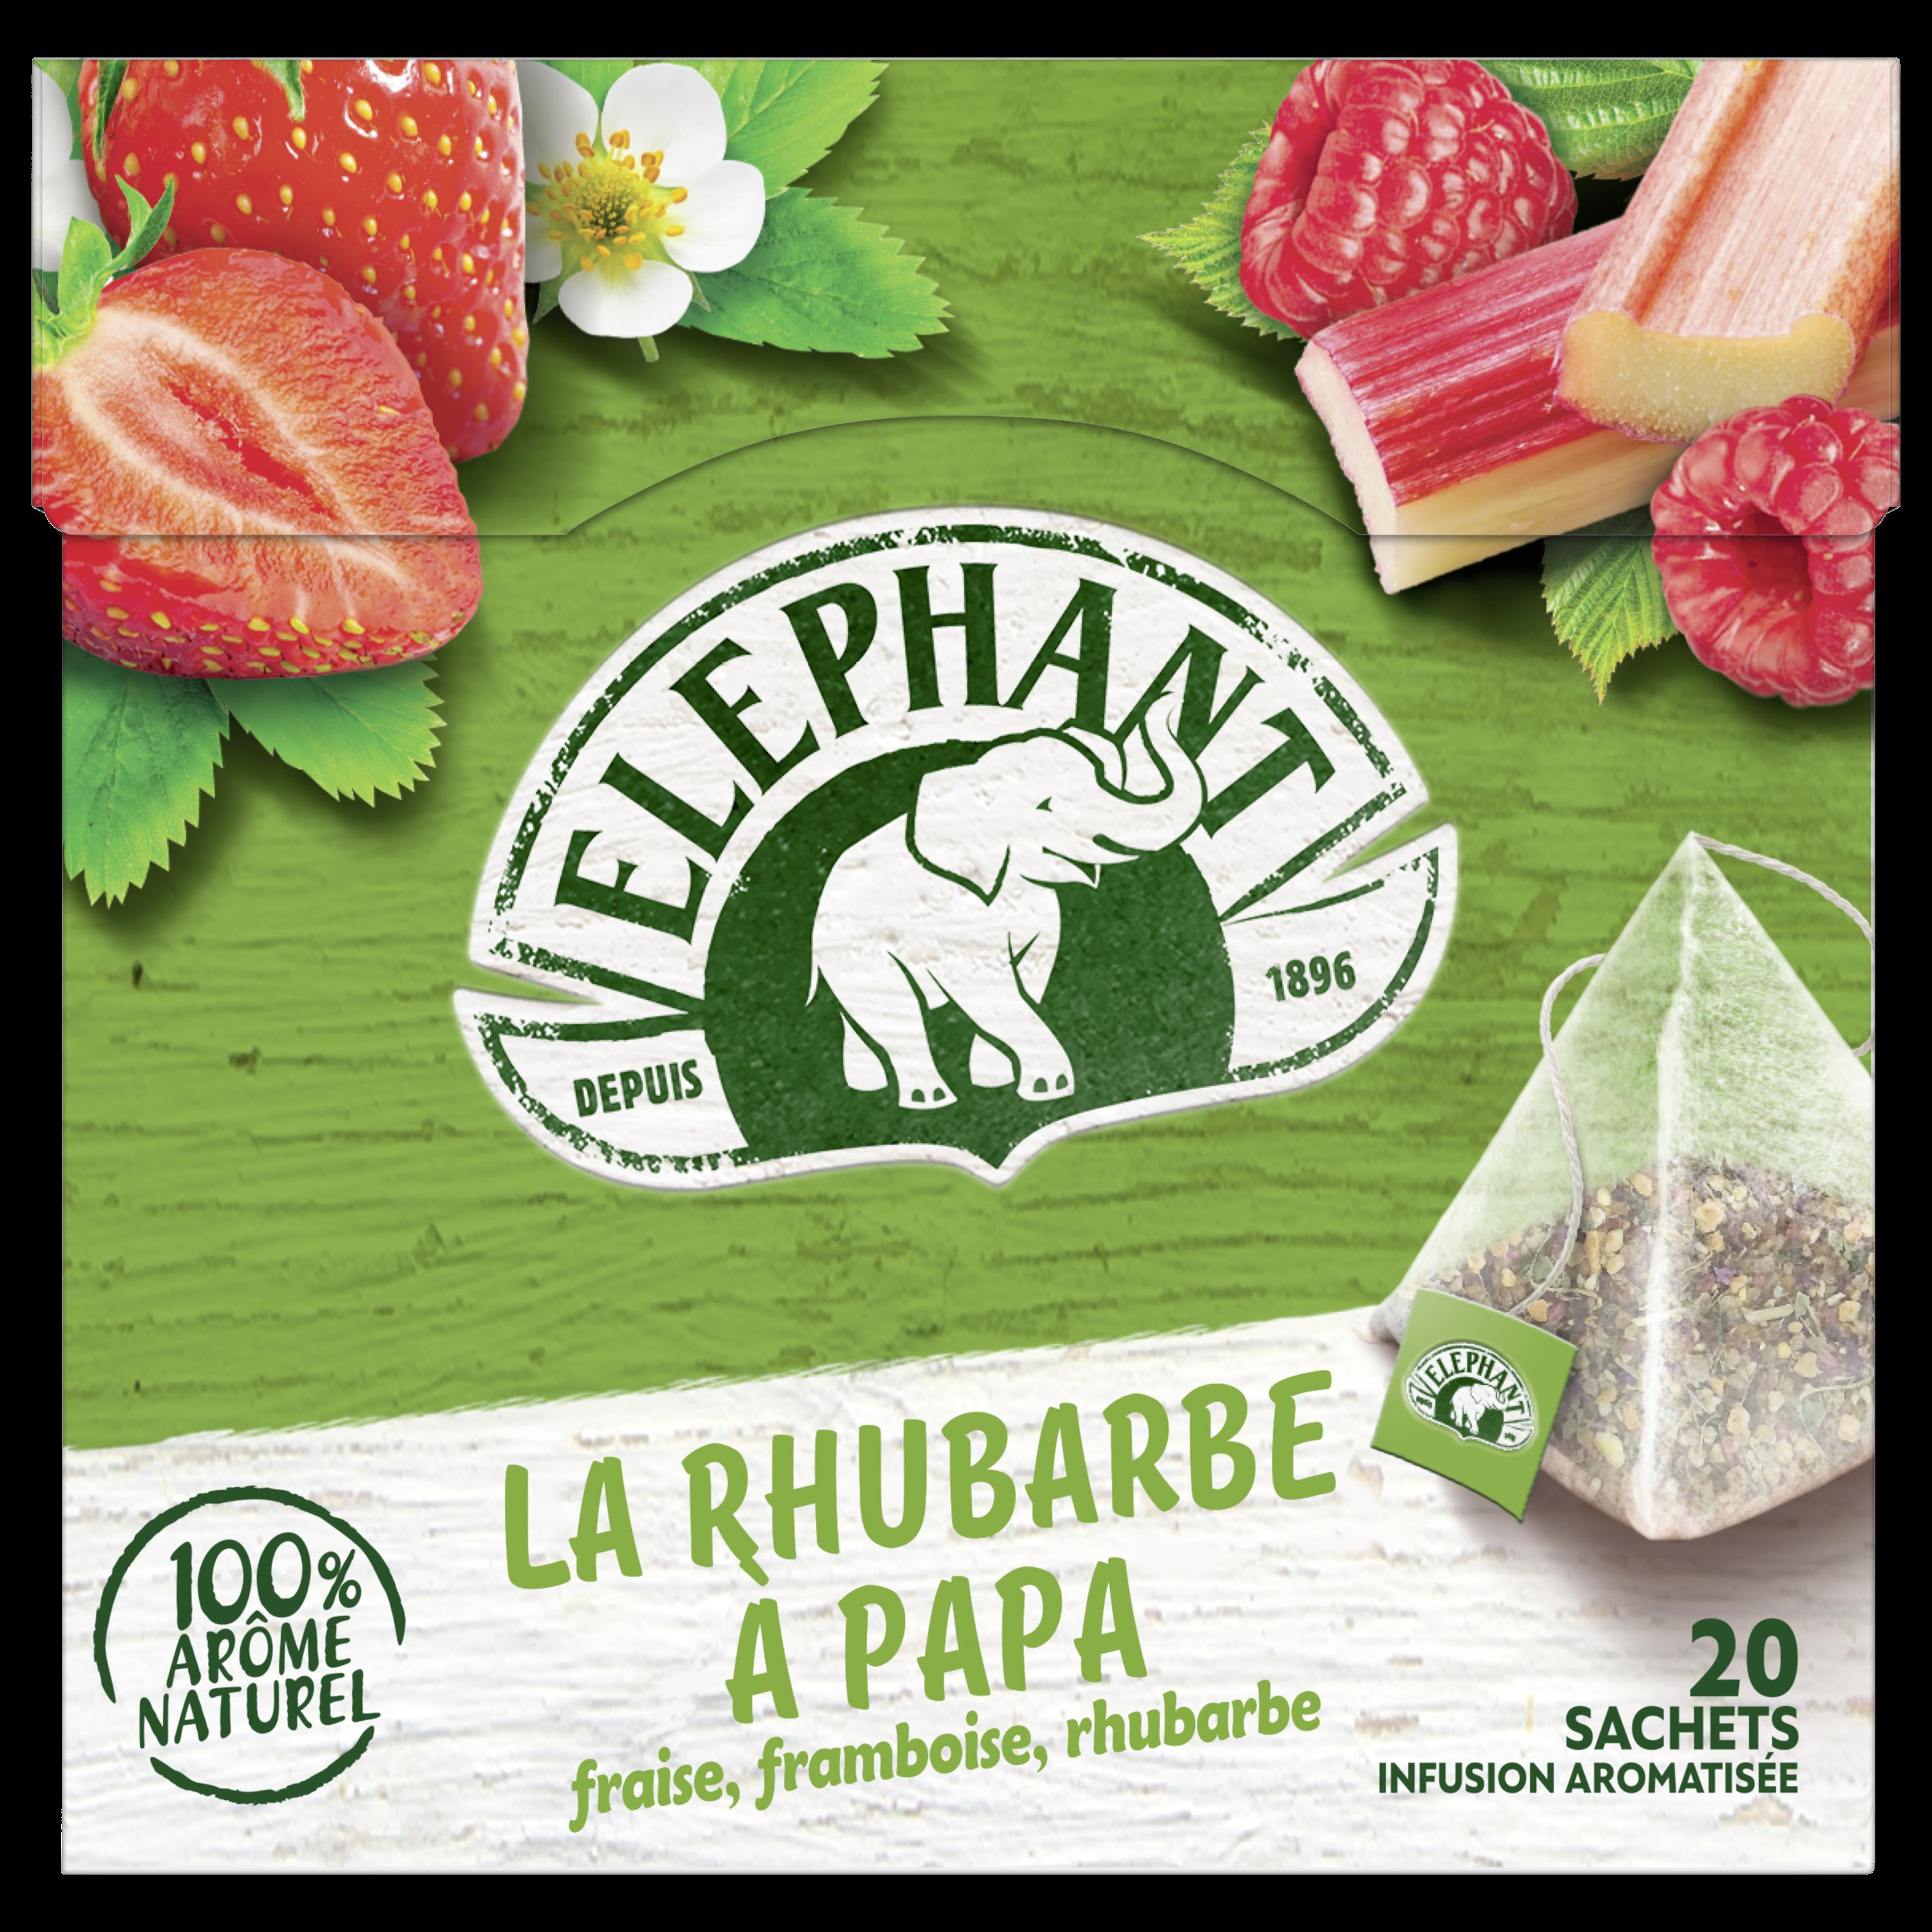 ELEPHANT
DEPUIS
1896
ELEPHANT
LA RHUBARBE
À PAPA
fraise, framboise, rhubarbe
100%
ARÔME
NATUREL
20
SACHETS
INFUSION AROMATISÉE